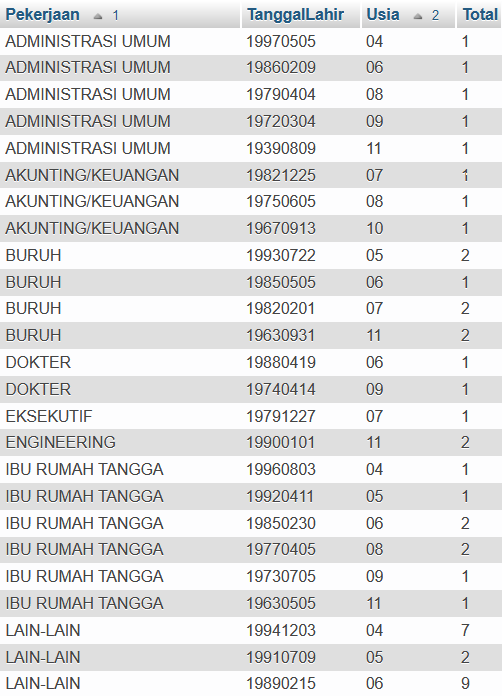 Pekerjaan 1 TanggalLahir Usia 2 Total
ADMINISTRASI UMUM 19970505 04 1
ADMINISTRASI UMUM 19860209 06 1
ADMINISTRASI UMUM 19790404 08 1
ADMINISTRASI UMUM 19720304 09 1
ADMINISTRASI UMUM 19390809 11 1
AKUNTING/KEUANGAN 19821225 07 1
AKUNTING/KEUANGAN 19750605 08 1
AKUNTING/KEUANGAN 19670913 10 1
BURUH 19930722 05 2
BURUH 19850505 06 1
BURUH 19820201 07 2
BURUH 19630931 11 2
DOKTER 19880419 06 1
DOKTER 19740414 09 1
EKSEKUTIF 19791227 07 1
ENGINEERING 19900101 11 2
IBU RUMAH TANGGA 19960803 04 1
IBU RUMAH TANGGA 19920411 05 1
IBU RUMAH TANGGA 19850230 06 2
IBU RUMAH TANGGA 19770405 08 2
IBU RUMAH TANGGA 19730705 09 1
IBU RUMAH TANGGA 19630505 11 1
LAIN-LAIN 19941203 04 7
LAIN-LAIN 19910709 05 2
LAIN-LAIN 19890215 06 9